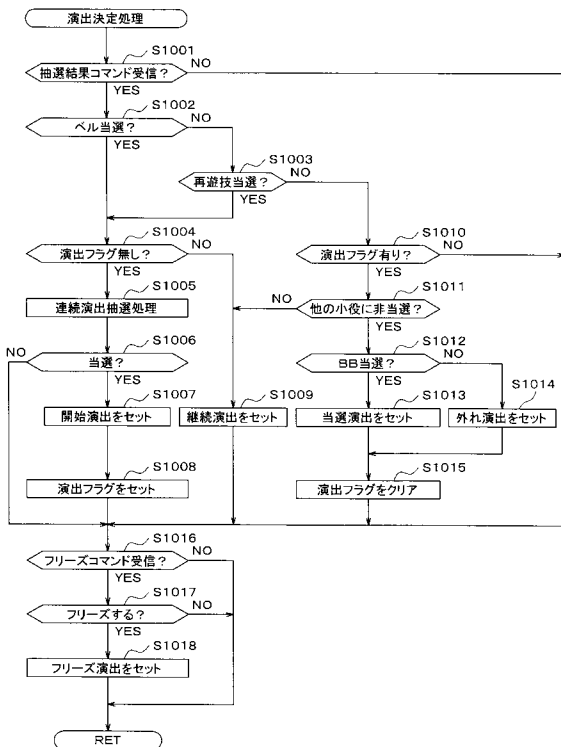 演出決定処理
S1001
抽選結果コマンド受信?
NO
YES
S1002
ベル当選?
NO
YES
S1003
再遊技当選?
NO
YES
S1004
演出フラグ無し?
NO
YES
S1010
演出フラグ有り?
NO
YES
S1005
連続演出抽選処理
S1011
NO
他の小役に非当選?
YES
S1006
NO
当選?
YES
S1012
BB当選?
NO
YES
S1007
開始演出をセット
S1009
継続演出をセット
S1013
当選演出をセット
S1014
外れ演出をセット
S1008
演出フラグをセット
S1015
演出フラグをクリア
S1016
フリーズコマンド受信?
NO
YES
S1017
フリーズする?
NO
YES
S1018
フリーズ演出をセット
RET